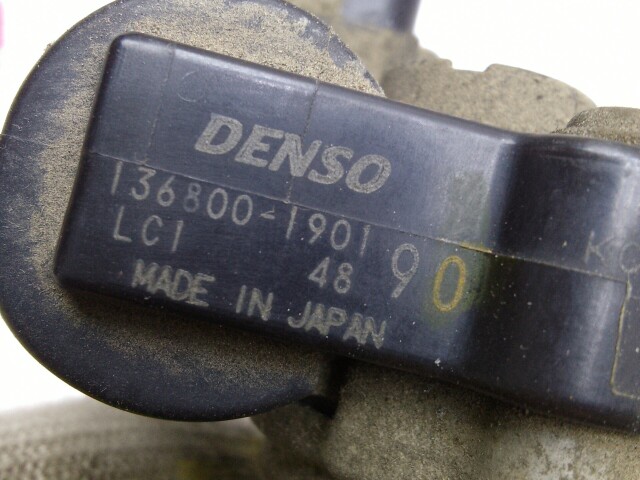 DENSO
136800-1901
LC1 48 90
MADE IN JAPAN